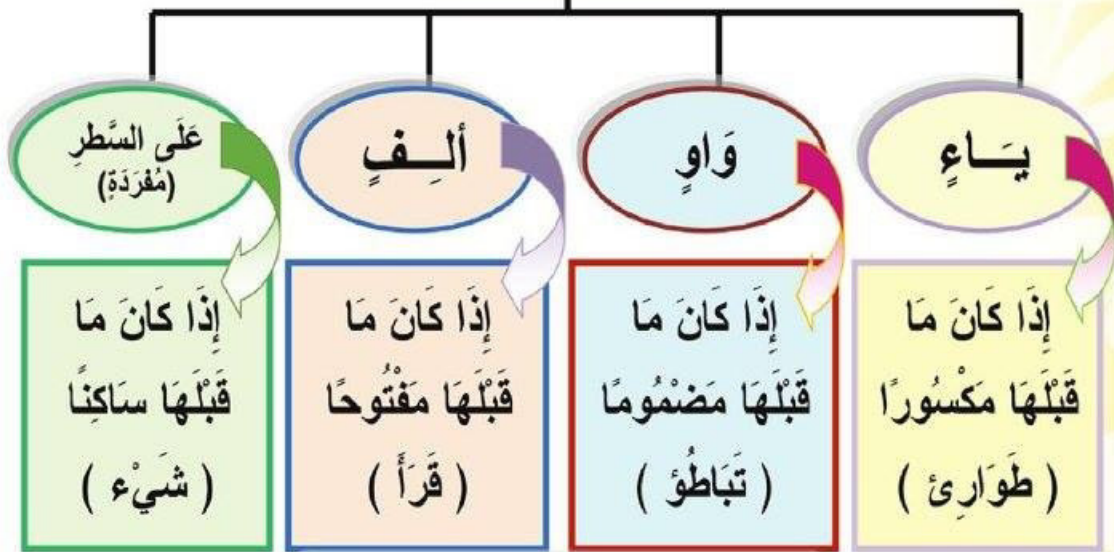 يَـاءٍ
إِذَا كَانَ مَا
قَبْلَهَا مَكْسُورًا
( طَوَارِئ )
وَاوٍ
إِذَا كَانَ مَا
قَبْلَهَا مَضْمُومًا
( تَبَاطُؤ )
ألِـفٍ
إِذَا كَانَ مَا
قَبْلَهَا مَفْتُوحًا
( قَرَأَ )
عَلَى السَّطرِ
(مُفرَدَةٍ)
إِذَا كَانَ مَا
قَبْلَهَا سَاكِنًا
( شَيْء )